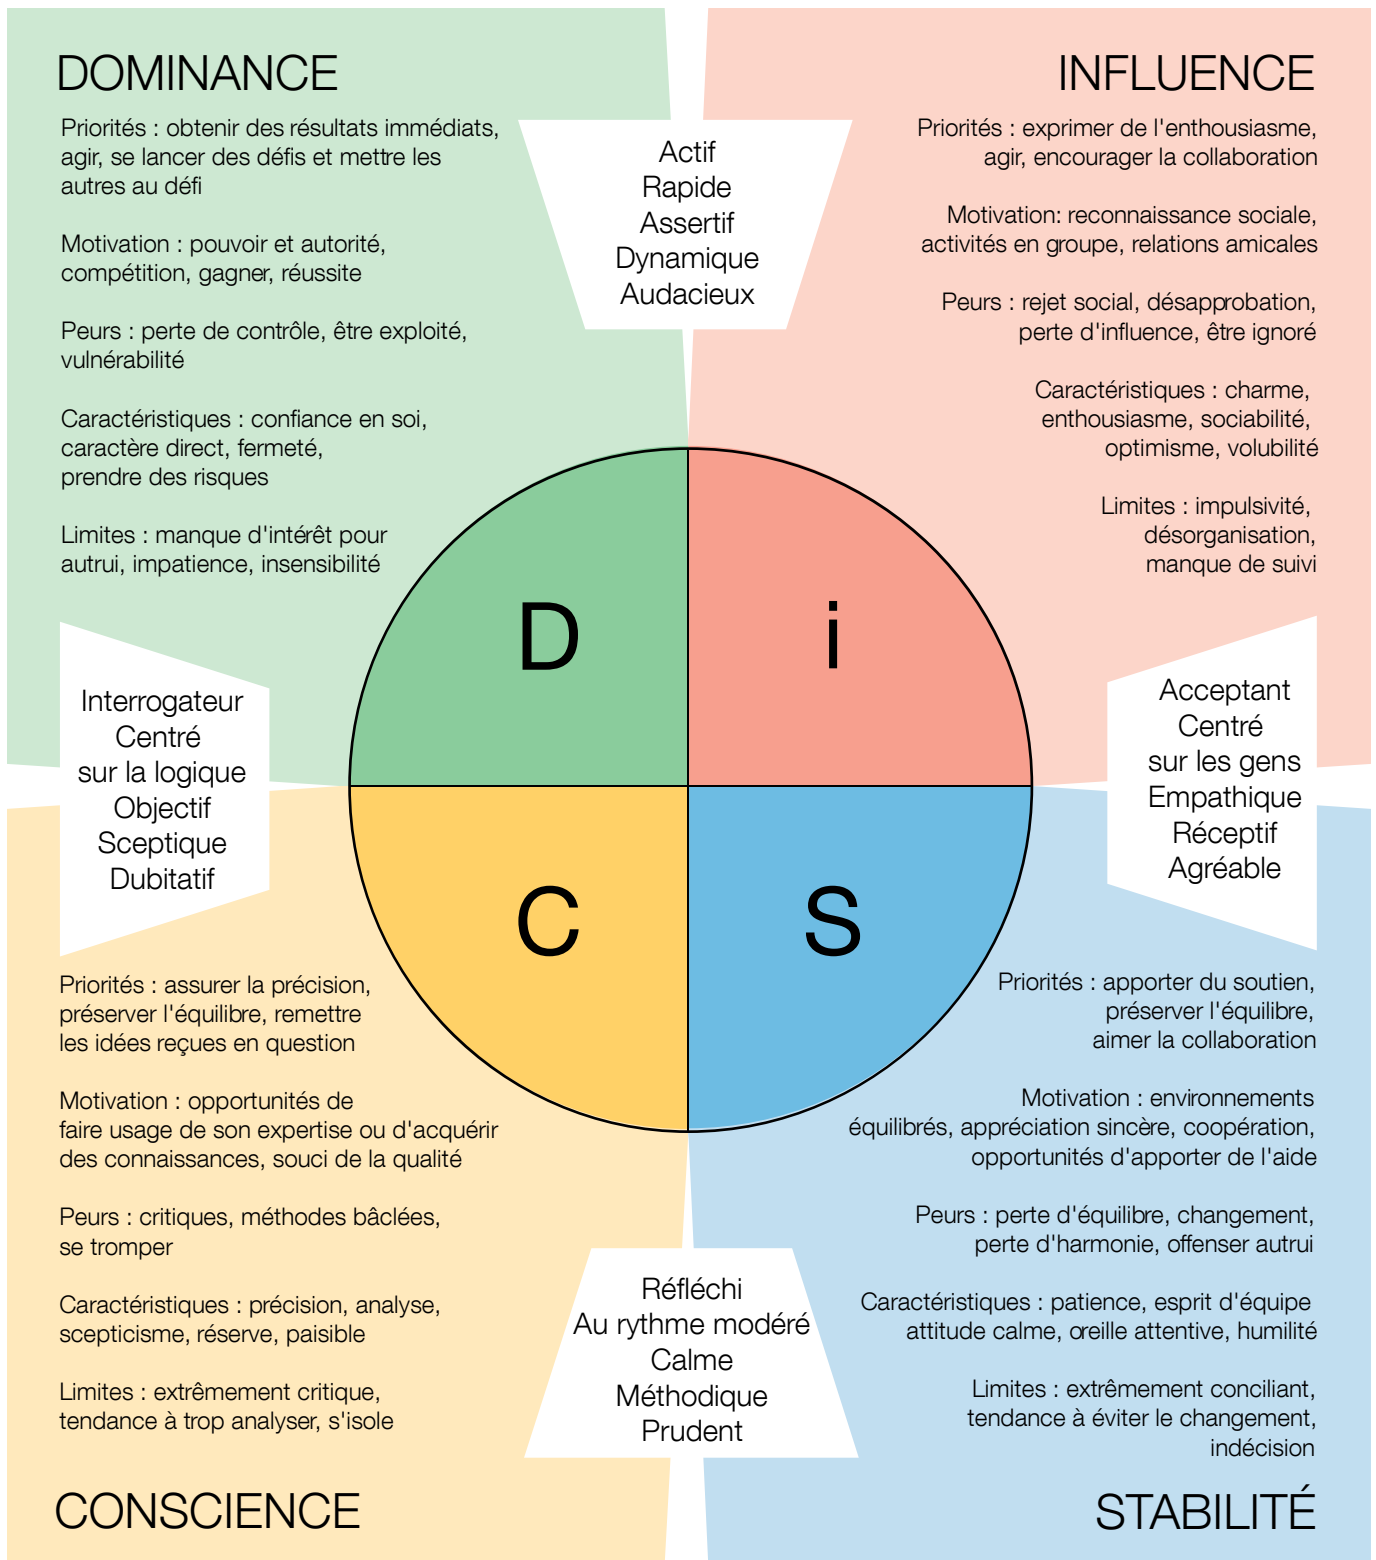 DOMINANCE
Priorités : obtenir des résultats immédiats,
agir, se lancer des défis et mettre les
autres au défi
Motivation : pouvoir et autorité,
compétition, gagner, réussite
Peurs : perte de contrôle, être exploité,
vulnérabilité
Caractéristiques : confiance en soi,
caractère direct, fermeté,
prendre des risques
Limites : manque d'intérêt pour
autrui, impatience, insensibilité
Actif
Rapide
Assertif
Dynamique
Audacieux
INFLUENCE
Priorités : exprimer de l'enthousiasme,
agir, encourager la collaboration
Motivation: reconnaissance sociale,
activités en groupe, relations amicales
Peurs : rejet social, désapprobation,
perte d'influence, être ignoré
Caractéristiques : charme,
enthousiasme, sociabilité,
optimisme, volubilité
Limites : impulsivité,
désorganisation,
manque de suivi
D
i
Interrogateur
Centré
sur la logique
Objectif
Sceptique
Dubitatif
Acceptant
Centré
sur les gens
Empathique
Réceptif
Agréable
C
S
Priorités : assurer la précision,
préserver l'équilibre, remettre
les idées reçues en question
Motivation : opportunités de
faire usage de son expertise ou d'acquérir
des connaissances, souci de la qualité
Peurs : critiques, méthodes bâclées,
se tromper
Caractéristiques : précision, analyse,
scepticisme, réserve, paisible
Limites : extrêmement critique,
tendance à trop analyser, s'isole
CONSCIENCE
Réfléchi
Au rythme modéré
Calme
Méthodique
Prudent
Priorités : apporter du soutien,
préserver l'équilibre,
aimer la collaboration
Motivation : environnements
équilibrés, appréciation sincère, coopération,
opportunités d'apporter de l'aide
Peurs : perte d'équilibre, changement,
perte d'harmonie, offenser autrui
Caractéristiques : patience, esprit d'équipe
attitude calme, oreille attentive, humilité
Limites : extrêmement conciliant,
tendance à éviter le changement,
indécision
STABILITÉ